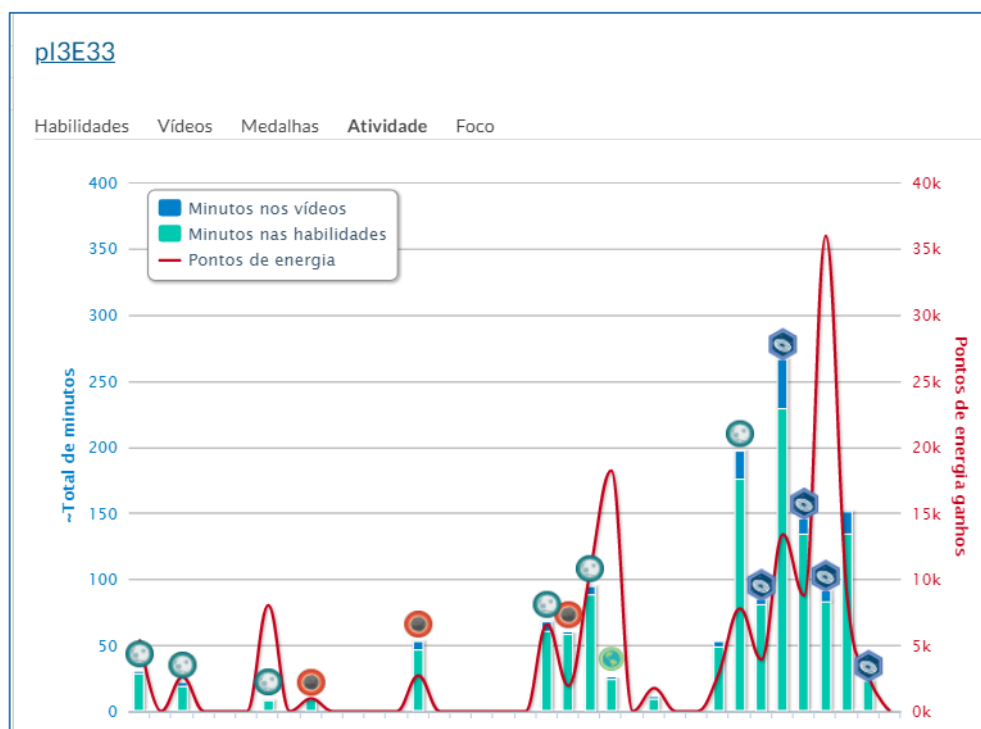 pl3E33
Habilidades Vídeos Medalhas Atividade Foco
400 40k
Minutos nos vídeos
Minutos nas habilidades
Pontos de energia
350 35k
300 30k
250 25k
200 20k
150 15k
100 10k
50 5k
0 0k
~Total de minutos
Pontos de energia ganhos